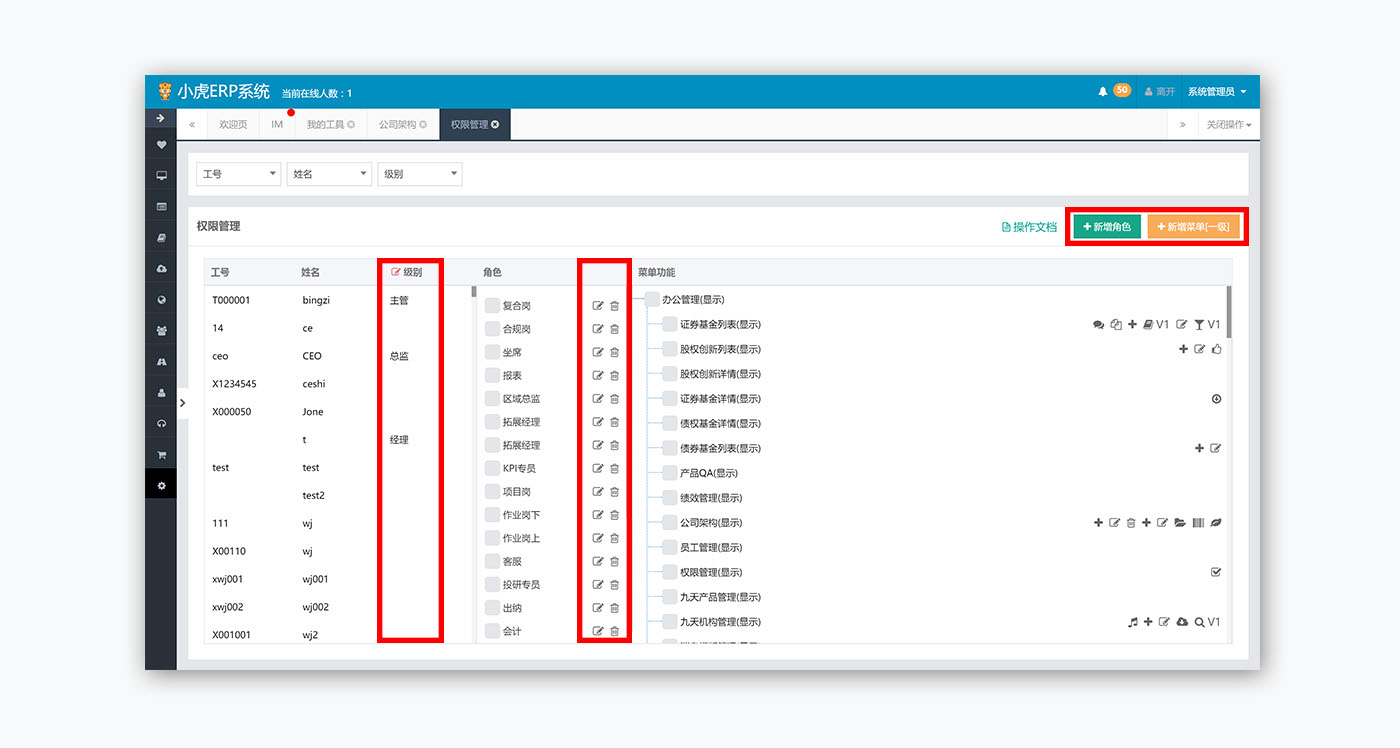 小虎ERP系统 当前在线人数：1 50 离开 系统管理员
欢迎页 IM 我的工具 公司架构 权限管理 关闭操作
工号 姓名 级别
权限管理 操作文档 新增角色 新增菜单[一级]
工号 姓名 级别 角色 菜单功能
T000001 bingzi 主管
14 ce
ceo CEO 总监
X1234545 ceshi
X000050 Jone
t 经理
test test
test2
111 wj
X00110 wj
xwj001 wj001
xwj002 wj002
X001001 wj2
复合岗
合规岗
坐席
报表
区域总监
拓展经理
拓展经理
KPI专员
项目岗
作业岗下
作业岗上
客服
投研专员
出纳
会计
办公管理(显示)
证券基金列表(显示) V1 V1
股权创新列表(显示)
股权创新详情(显示)
证券基金详情(显示)
债权基金详情(显示)
债券基金列表(显示)
产品QA(显示)
绩效管理(显示)
公司架构(显示)
员工管理(显示)
权限管理(显示)
九天产品管理(显示)
九天机构管理(显示) V1